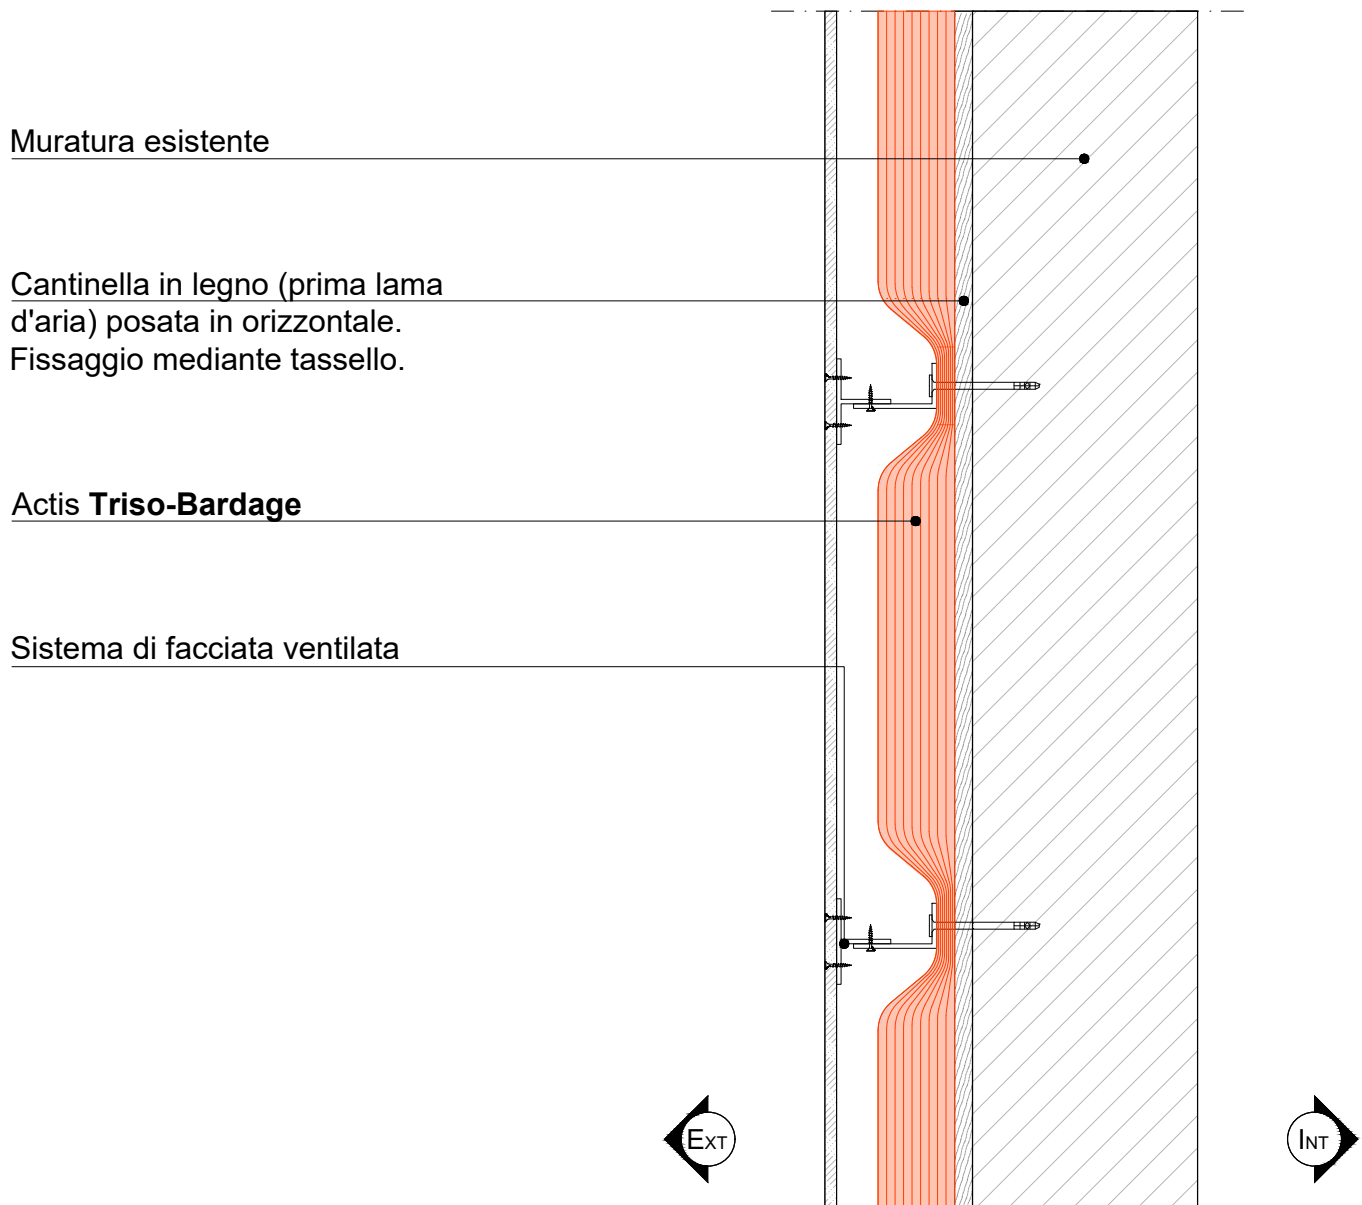 Muratura esistente
Cantinella in legno (prima lama
d'aria) posata in orizzontale.
Fissaggio mediante tassello.
Actis Triso-Bardage
Sistema di facciata ventilata
EXT
INT